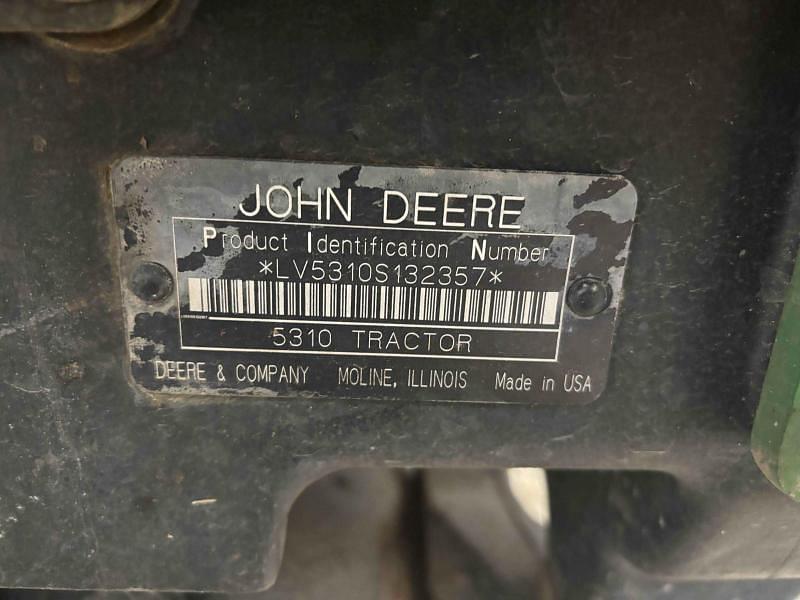 JOHN DEERE
Product Identification Number
*LV5310S132357*
5310 TRACTOR
DEERE & COMPANY MOLINE, ILLINOIS Made in USA